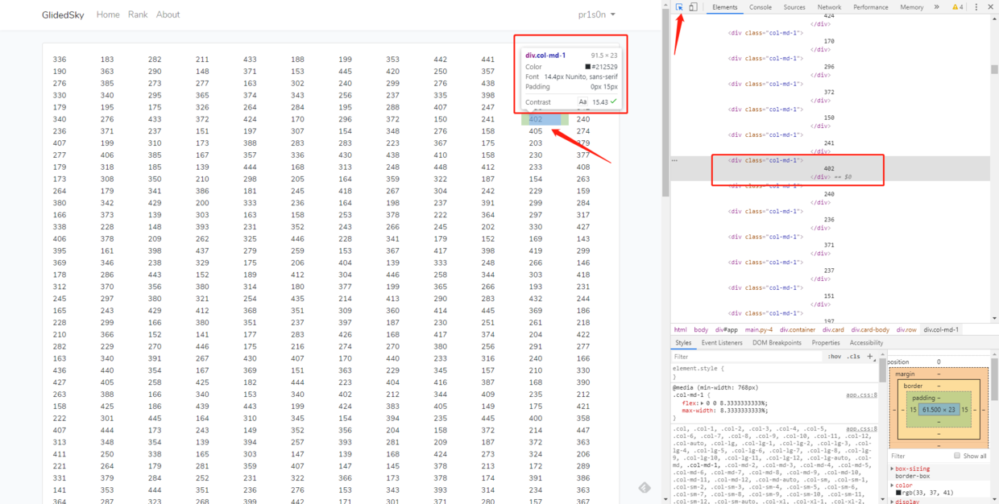 GlidedSky Home Rank About pr1s0n
336 183 282 211 433 188 199 353 442 441
190 363 290 148 371 153 445 420 250 357
276 385 273 277 163 302 240 299 276 438
330 340 295 365 374 343 256 237 335 398
179 195 175 326 264 284 195 288 407 247
340 276 433 372 424 170 296 372 150 241 402 240
236 371 237 151 197 307 154 348 276 158 405 274
407 199 310 173 388 283 283 223 367 175 203 379
277 406 385 167 357 336 430 438 410 158 230 377
179 318 185 139 444 168 313 248 448 412 233 408
173 308 350 210 298 205 164 359 322 187 154 263
264 179 341 386 181 245 418 267 304 242 229 159
380 342 429 200 333 236 164 198 237 391 299 284
166 373 139 303 163 158 253 378 222 364 297 317
338 228 148 393 231 352 243 266 245 202 330 427
406 378 209 262 325 446 228 341 179 152 169 143
395 161 398 437 279 259 153 367 417 398 419 299
369 346 238 329 175 206 404 139 333 248 266 146
178 286 443 152 189 412 304 446 258 344 303 418
312 370 356 380 314 180 377 199 365 266 193 231
245 297 380 321 254 435 214 413 290 283 432 244
165 243 429 412 368 351 309 360 414 445 369 186
228 299 166 380 351 237 397 187 230 251 261 218
210 366 152 141 177 283 426 168 417 374 204 422
282 229 270 446 175 216 274 270 380 256 291 277
163 340 391 267 430 407 170 440 233 316 240 166
436 440 354 167 369 151 363 229 345 157 210 330
427 405 258 425 182 444 223 404 416 387 168 390
263 388 166 340 153 340 402 212 344 409 235 212
158 425 186 439 443 199 424 383 405 149 175 421
222 301 445 164 310 345 154 394 235 445 400 358
407 444 173 243 149 352 356 204 158 372 214 447
313 348 354 139 394 257 393 281 209 187 372 363
411 250 338 165 303 147 139 168 424 273 324 206
221 264 179 281 359 407 147 145 378 213 172 289
331 379 284 252 231 322 366 173 378 174 391 386
141 353 444 351 236 276 153 343 393 314 234 363
364 287 323 268 399 442 171 301 371 280 157 367
div.col-md-1 91.5 × 23
Color #212529
Font 14.4px Nunito, sans-serif
Padding 0px 15px
Contrast Aa 15.43
Elements Console Sources Network Performance Memory » 4
424
</div>
<div class="col-md-1">
170
</div>
<div class="col-md-1">
296
</div>
<div class="col-md-1">
372
</div>
<div class="col-md-1">
150
</div>
<div class="col-md-1">
241
</div>
<div class="col-md-1">
402
</div> == $0
<div class="col-md-1">
240
</div>
<div class="col-md-1">
236
</div>
<div class="col-md-1">
371
</div>
<div class="col-md-1">
237
</div>
<div class="col-md-1">
151
</div>
<div class="col-md-1">
197
html body div#app main.py-4 div.container div.card div.card-body div.row div.col-md-1
Styles Event Listeners DOM Breakpoints Properties Accessibility
Filter :hov .cls +
element.style {
}
@media (min-width: 768px)
.col-md-1 { app.css:8
flex: 0 0 8.3333333333%;
max-width: 8.3333333333%;
}
.col, .col-1, .col-2, .col-3, .col-4, .col-5, app.css:8
.col-6, .col-7, .col-8, .col-9, .col-10, .col-11, .col-12,
.col-auto, .col-lg, .col-lg-1, .col-lg-2, .col-lg-3, .col-
lg-4, .col-lg-5, .col-lg-6, .col-lg-7, .col-lg-8, .col-lg-
9, .col-lg-10, .col-lg-11, .col-lg-12, .col-lg-auto, .col-
md, .col-md-1, .col-md-2, .col-md-3, .col-md-4, .col-md-5,
.col-md-6, .col-md-7, .col-md-8, .col-md-9, .col-md-10,
.col-md-11, .col-md-12, .col-md-auto, .col-sm, .col-sm-1,
.col-sm-2, .col-sm-3, .col-sm-4, .col-sm-5, .col-sm-6,
.col-sm-7, .col-sm-8, .col-sm-9, .col-sm-10, .col-sm-11,
.col-sm-12, .col-sm-auto, .col-xl, .col-xl-1, .col-xl-2,
position 0
margin –
border –
padding –
– – 15 61.500 × 23 15 – –
–
–
–
Filter Show all
box-sizing
border-box
color
rgb(33, 37, 41)
display